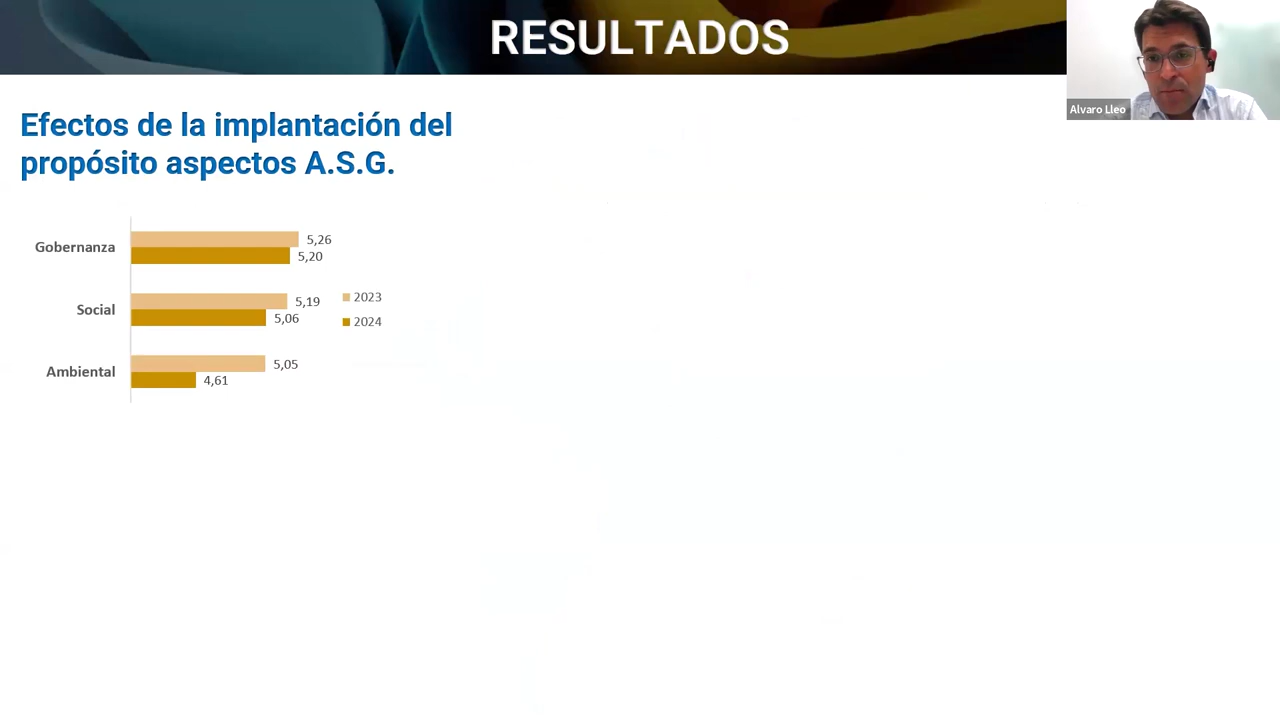 RESULTADOS
Alvaro Lleo
Efectos de la implantación del
propósito aspectos A.S.G.
Gobernanza
5,26
5,20
Social
5,19
5,06
2023
2024
Ambiental
5,05
4,61